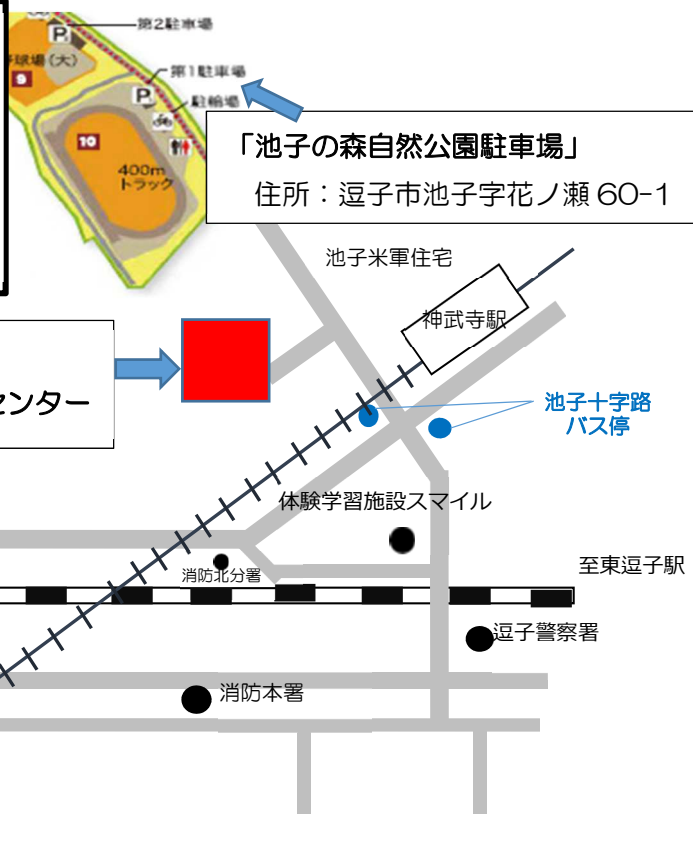 第2駐車場
P
球場(大)
9
第1駐車場
P
駐輪場
10
400m
トラック
「池子の森自然公園駐車場」
住所：逗子市池子字花ノ瀬 60-1
池子米軍住宅
神武寺駅
センター
池子十字路
バス停
体験学習施設スマイル
消防北分署
至東逗子駅
逗子警察署
消防本署